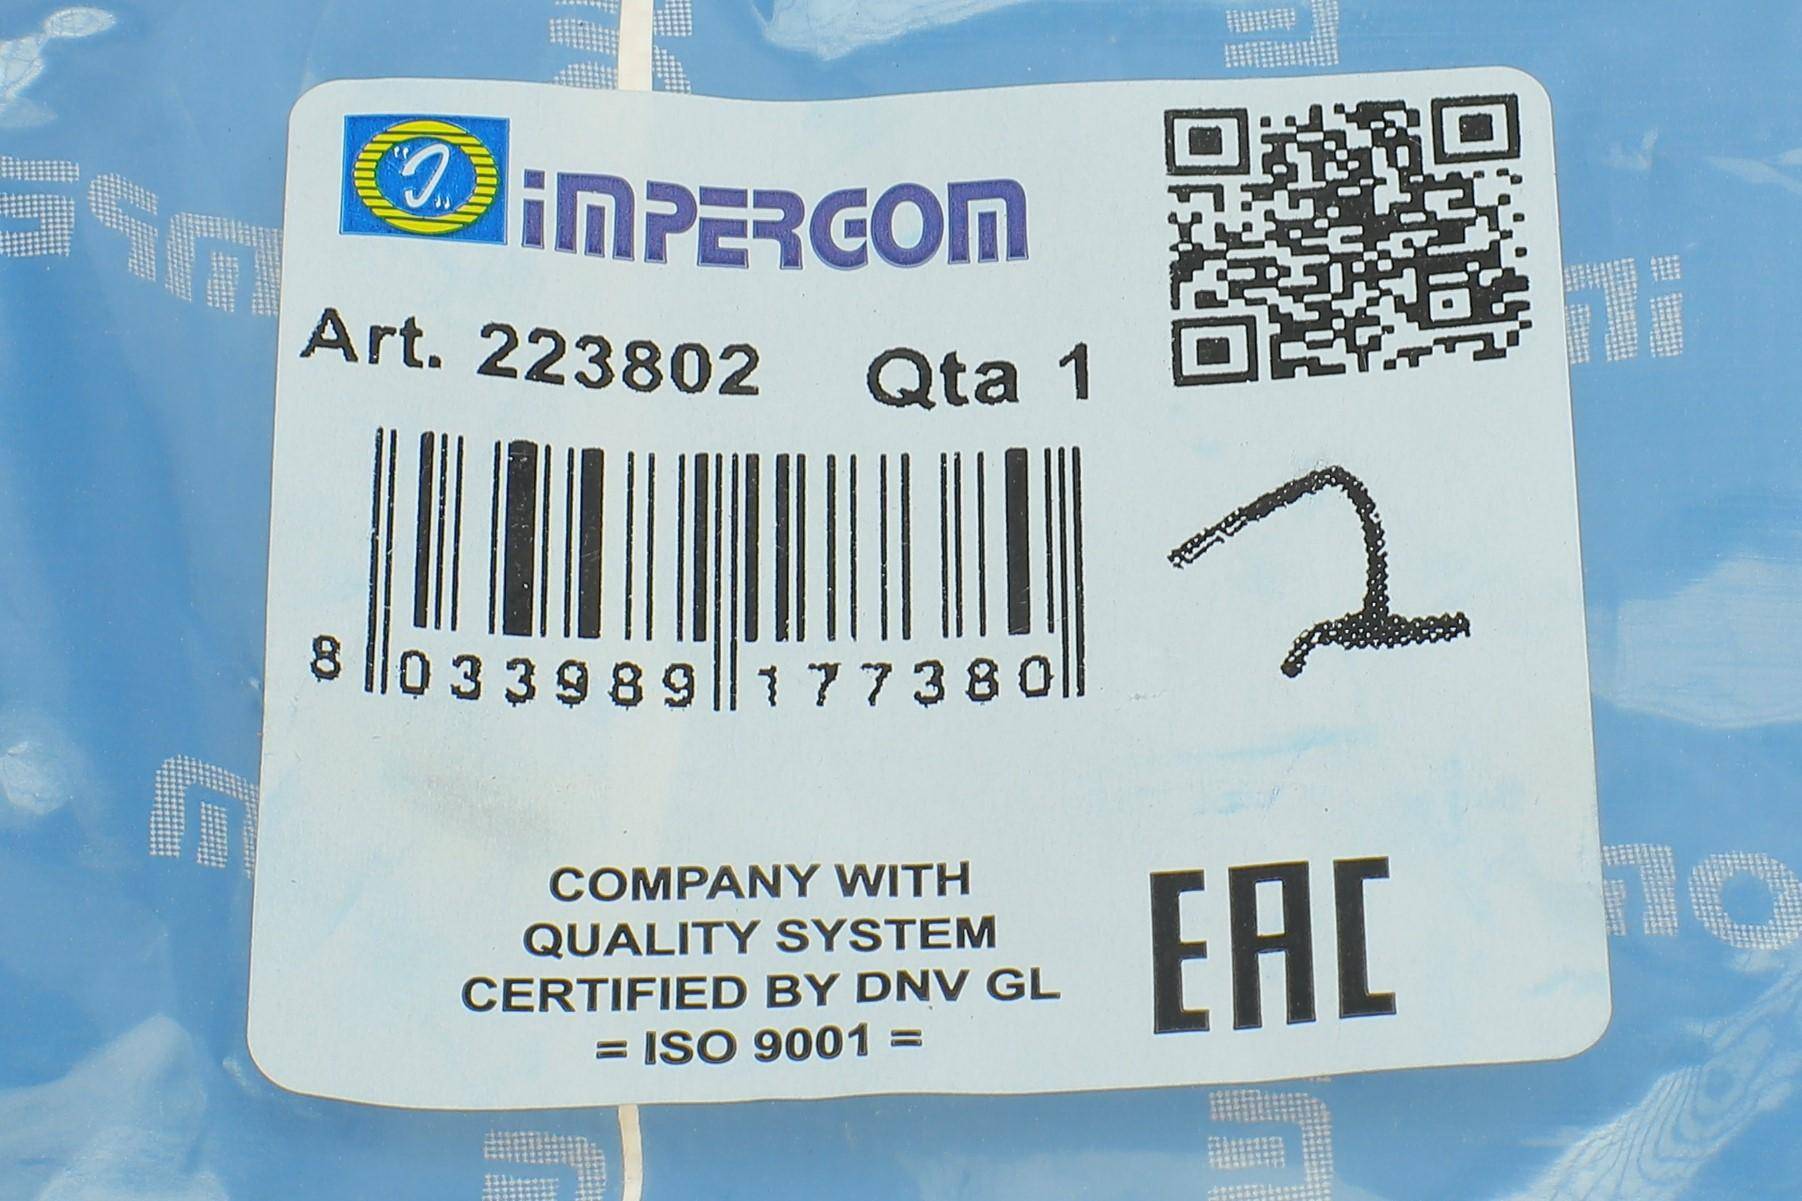 impergom
Art. 223802 Qta 1
8 033989 177380
COMPANY WITH
QUALITY SYSTEM
CERTIFIED BY DNV GL
= ISO 9001 =
EAC